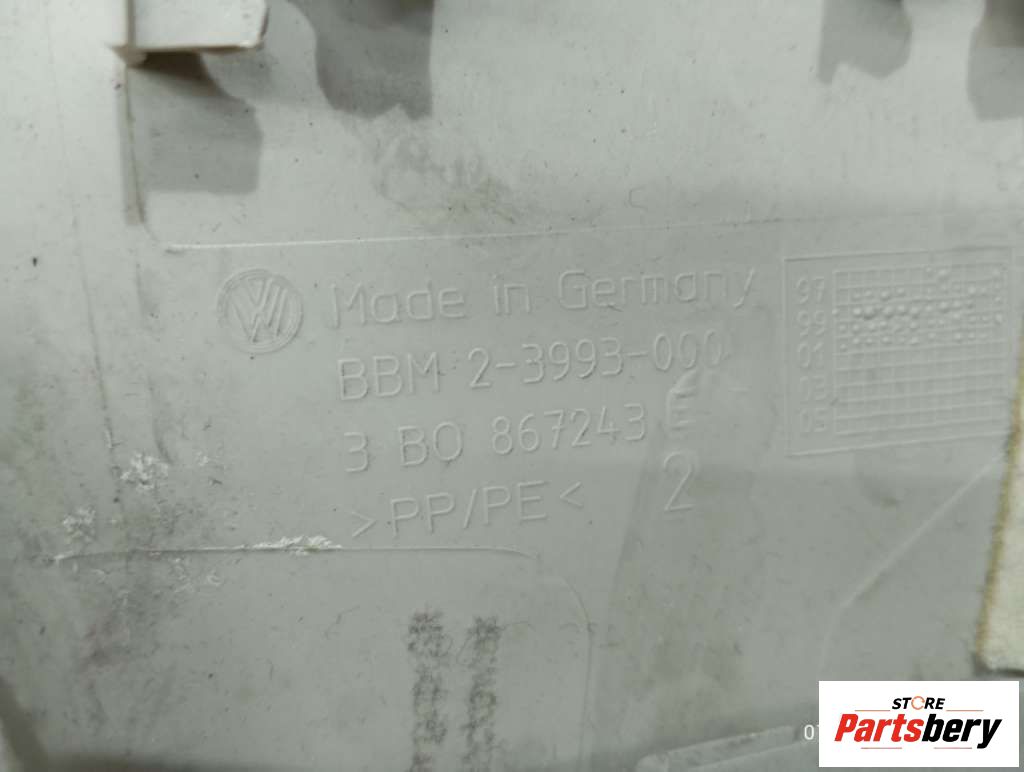 Made in Germany
BBM 2-3993-000
3 B0 867243 E
>PP/PE< 2
97
99
01
03
05
07
STORE
Partsbery